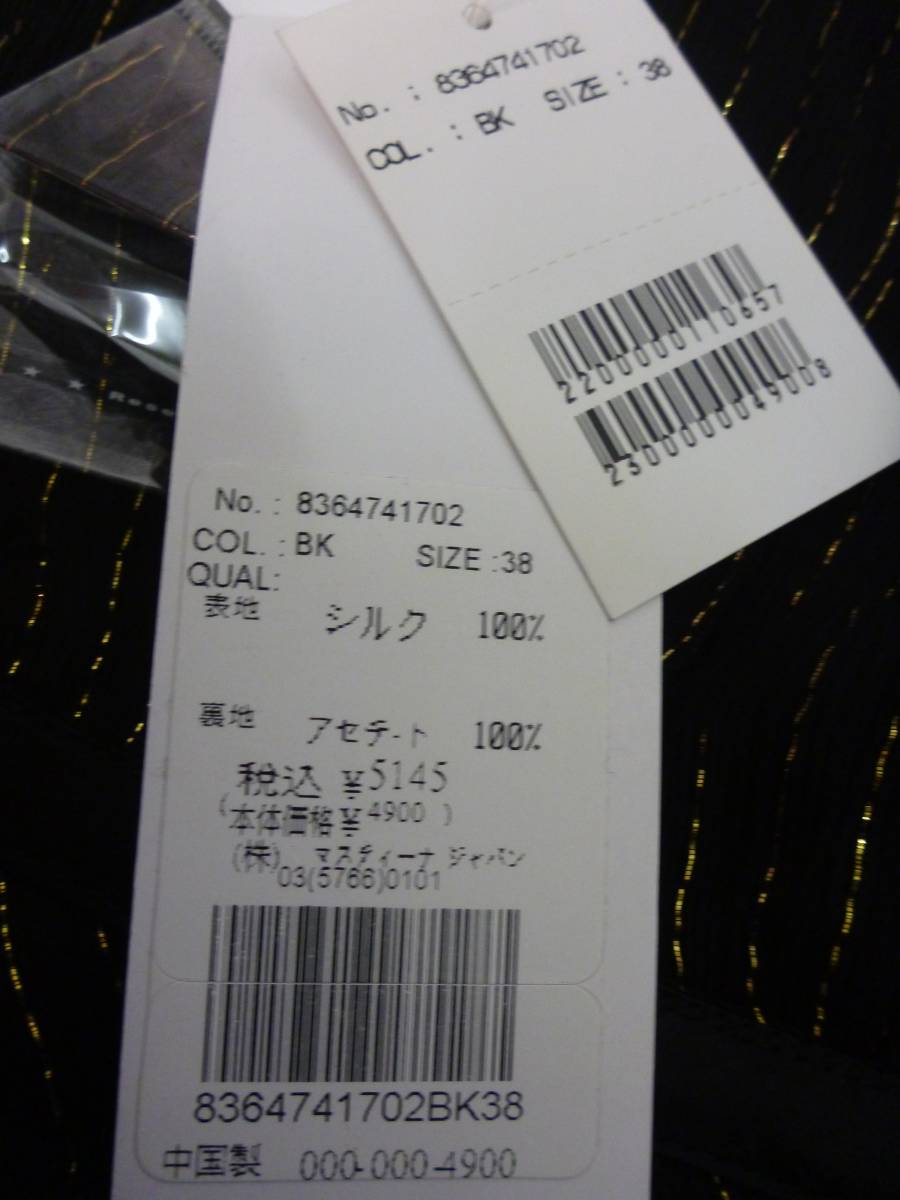 No. : 8364741702
COL. : BK SIZE : 38
2200000110657
2300000049008
No. : 8364741702
COL. : BK SIZE :38
QUAL:
表地 シルク 100%
裏地 アセテート 100%
税込 ¥5145
(本体価格¥4900 )
(株) マスティーナ ジャパン
03(5766)0101
8364741702BK38
中国製 000-000-4900